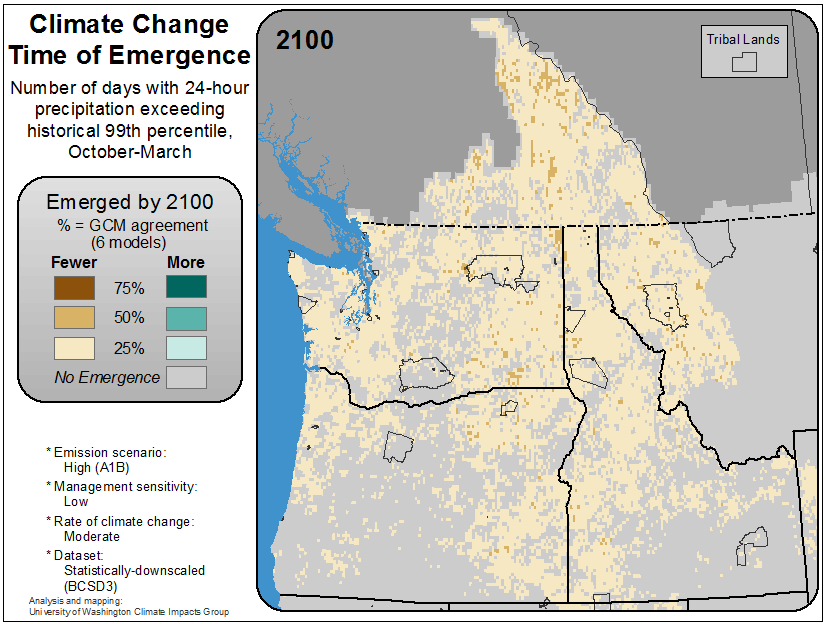 Climate Change
Time of Emergence
Number of days with 24-hour
precipitation exceeding
historical 99th percentile,
October-March
Emerged by 2100
% = GCM agreement
(6 models)
Fewer More
75%
50%
25%
No Emergence
* Emission scenario:
High (A1B)
* Management sensitivity:
Low
* Rate of climate change:
Moderate
* Dataset:
Statistically-downscaled
(BCSD3)
Analysis and mapping:
University of Washington Climate Impacts Group
2100
Tribal Lands